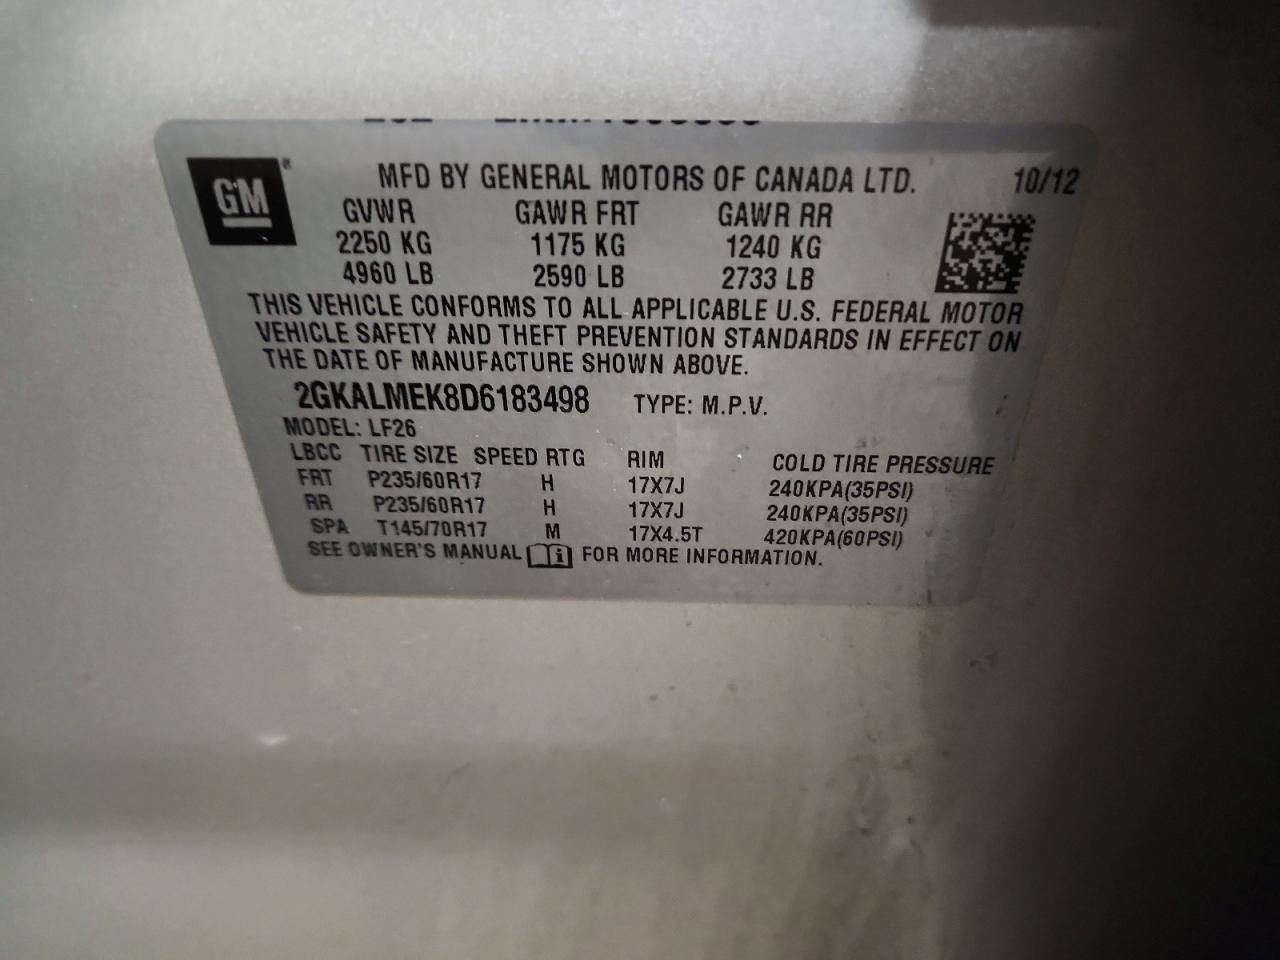 GM®
MFD BY GENERAL MOTORS OF CANADA LTD. 10/12
GVWR GAWR FRT GAWR RR
2250 KG 1175 KG 1240 KG
4960 LB 2590 LB 2733 LB
THIS VEHICLE CONFORMS TO ALL APPLICABLE U.S. FEDERAL MOTOR
VEHICLE SAFETY AND THEFT PREVENTION STANDARDS IN EFFECT ON
THE DATE OF MANUFACTURE SHOWN ABOVE.
2GKALMEK8D6183498 TYPE: M.P.V.
MODEL: LF26
LBCC TIRE SIZE SPEED RTG RIM COLD TIRE PRESSURE
FRT P235/60R17 H 17X7J 240KPA(35PSI)
RR P235/60R17 H 17X7J 240KPA(35PSI)
SPA T145/70R17 M 17X4.5T 420KPA(60PSI)
SEE OWNER'S MANUAL i FOR MORE INFORMATION.